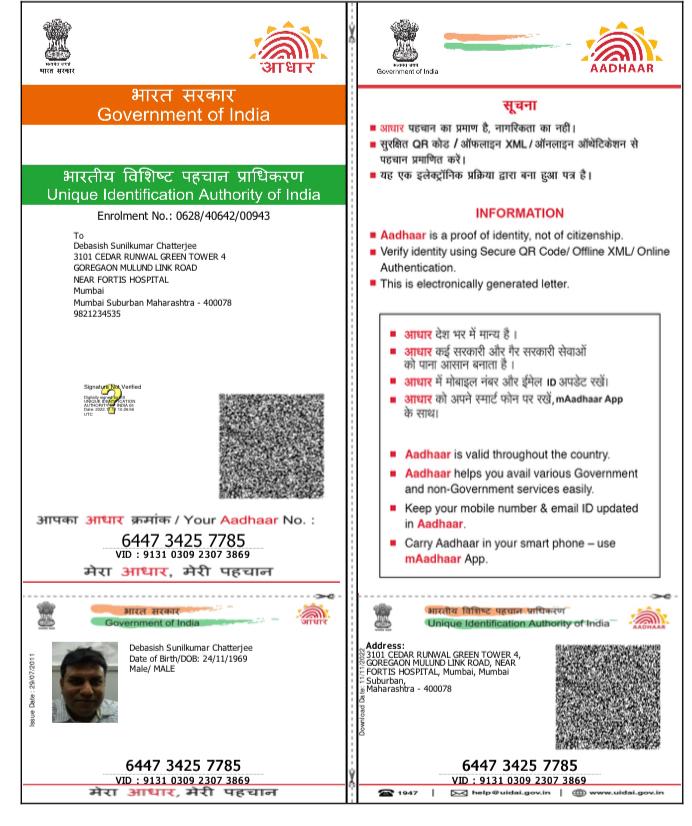 भारत सरकार
आधार
भारत सरकार
Government of India
भारतीय विशिष्ट पहचान प्राधिकरण
Unique Identification Authority of India
Enrolment No.: 0628/40642/00943
To
Debasish Sunilkumar Chatterjee
3101 CEDAR RUNWAL GREEN TOWER 4
GOREGAON MULUND LINK ROAD
NEAR FORTIS HOSPITAL
Mumbai
Mumbai Suburban Maharashtra - 400078
9821234535
Signature Not Verified
आपका आधार क्रमांक / Your Aadhaar No. :
6447 3425 7785
VID : 9131 0309 2307 3869
मेरा आधार, मेरी पहचान
भारत सरकार
Government of India
आधार
Issue Date : 29/07/2011
Debasish Sunilkumar Chatterjee
Date of Birth/DOB: 24/11/1969
Male/ MALE
6447 3425 7785
VID : 9131 0309 2307 3869
मेरा आधार, मेरी पहचान
Government of India
AADHAAR
सूचना
आधार पहचान का प्रमाण है, नागरिकता का नहीं।
सुरक्षित QR कोड / ऑफलाइन XML / ऑनलाइन ऑथेंटिकेशन से
पहचान प्रमाणित करें।
यह एक इलेक्ट्रॉनिक प्रक्रिया द्वारा बना हुआ पत्र है।
INFORMATION
Aadhaar is a proof of identity, not of citizenship.
Verify identity using Secure QR Code/ Offline XML/ Online
Authentication.
This is electronically generated letter.
आधार देश भर में मान्य है ।
आधार कई सरकारी और गैर सरकारी सेवाओं
को पाना आसान बनाता है ।
आधार में मोबाइल नंबर और ईमेल ID अपडेट रखें।
आधार को अपने स्मार्ट फोन पर रखें, mAadhaar App
के साथ।
Aadhaar is valid throughout the country.
Aadhaar helps you avail various Government
and non-Government services easily.
Keep your mobile number & email ID updated
in Aadhaar.
Carry Aadhaar in your smart phone – use
mAadhaar App.
भारतीय विशिष्ट पहचान प्राधिकरण
Unique Identification Authority of India
AADHAAR
Download Date: 11/11/2022
Address:
3101 CEDAR RUNWAL GREEN TOWER 4,
GOREGAON MULUND LINK ROAD, NEAR
FORTIS HOSPITAL, Mumbai, Mumbai
Suburban,
Maharashtra - 400078
6447 3425 7785
VID : 9131 0309 2307 3869
1947 | help@uidai.gov.in | www.uidai.gov.in